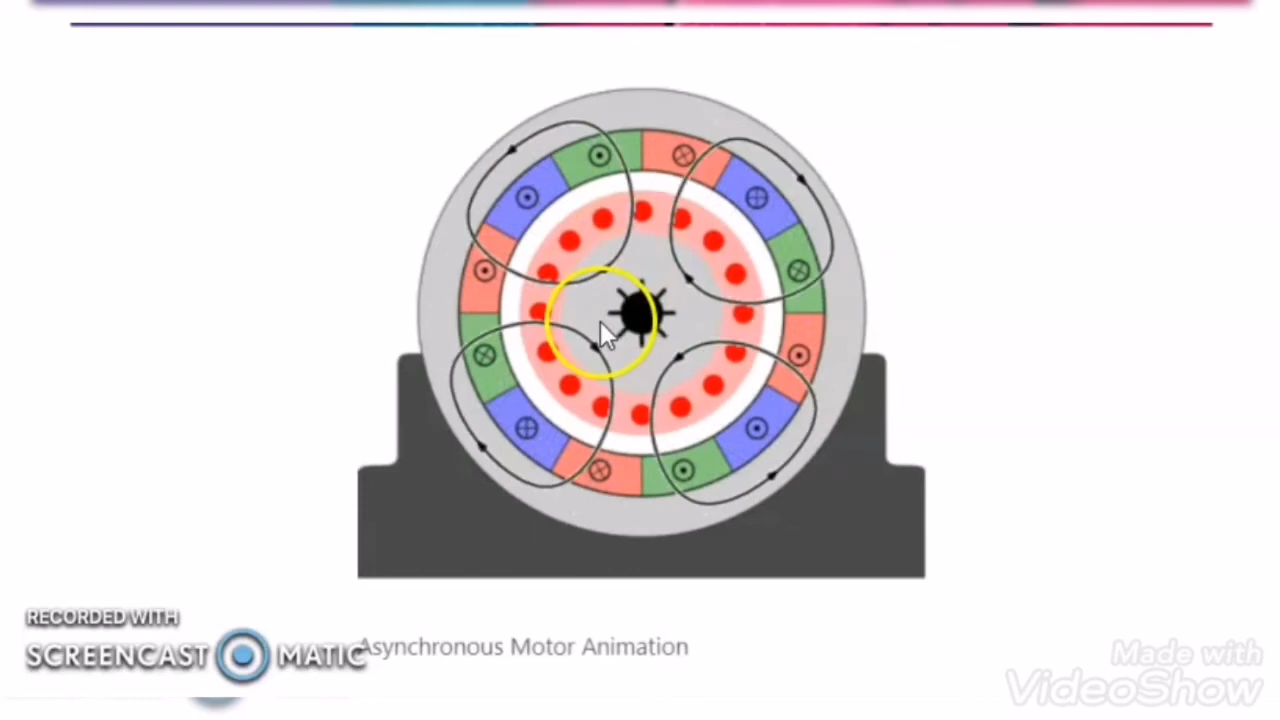 RECORDED WITH
SCREENCAST MATIC
Asynchronous Motor Animation
Made with
VideoShow